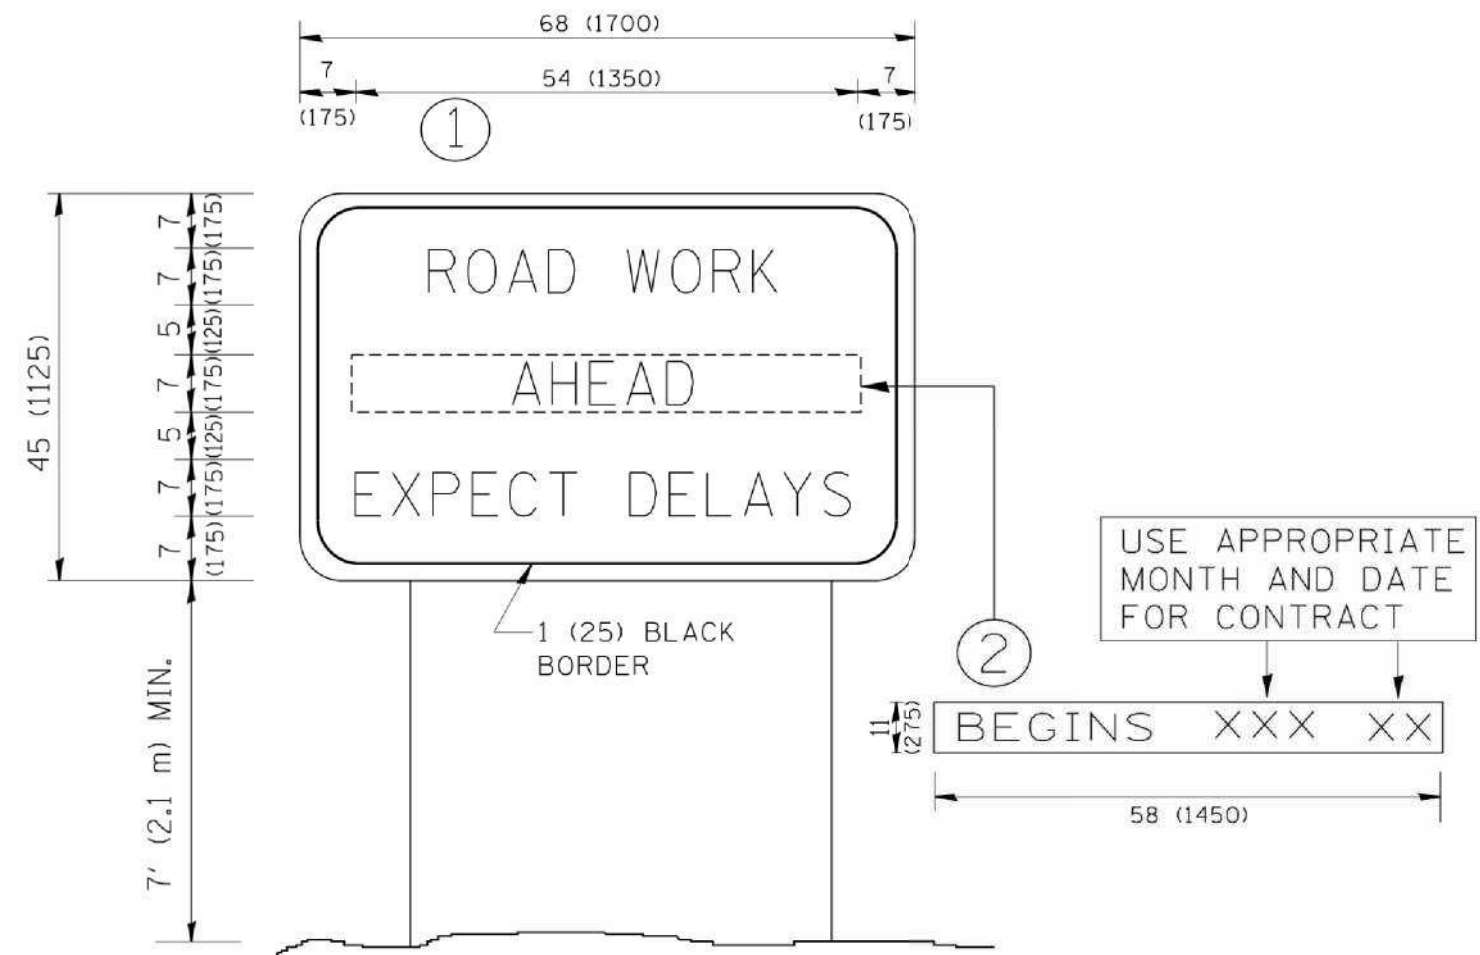 68 (1700)
7
54 (1350)
7
(175)
(175)
1
45 (1125)
7
(175)
7
(175)
5
(125)
7
(175)
5
(125)
7
(175)
7
(175)
ROAD WORK
AHEAD
EXPECT DELAYS
1 (25) BLACK
BORDER
7' (2.1 m) MIN.
USE APPROPRIATE
MONTH AND DATE
FOR CONTRACT
2
11
(275)
BEGINS XXX XX
58 (1450)